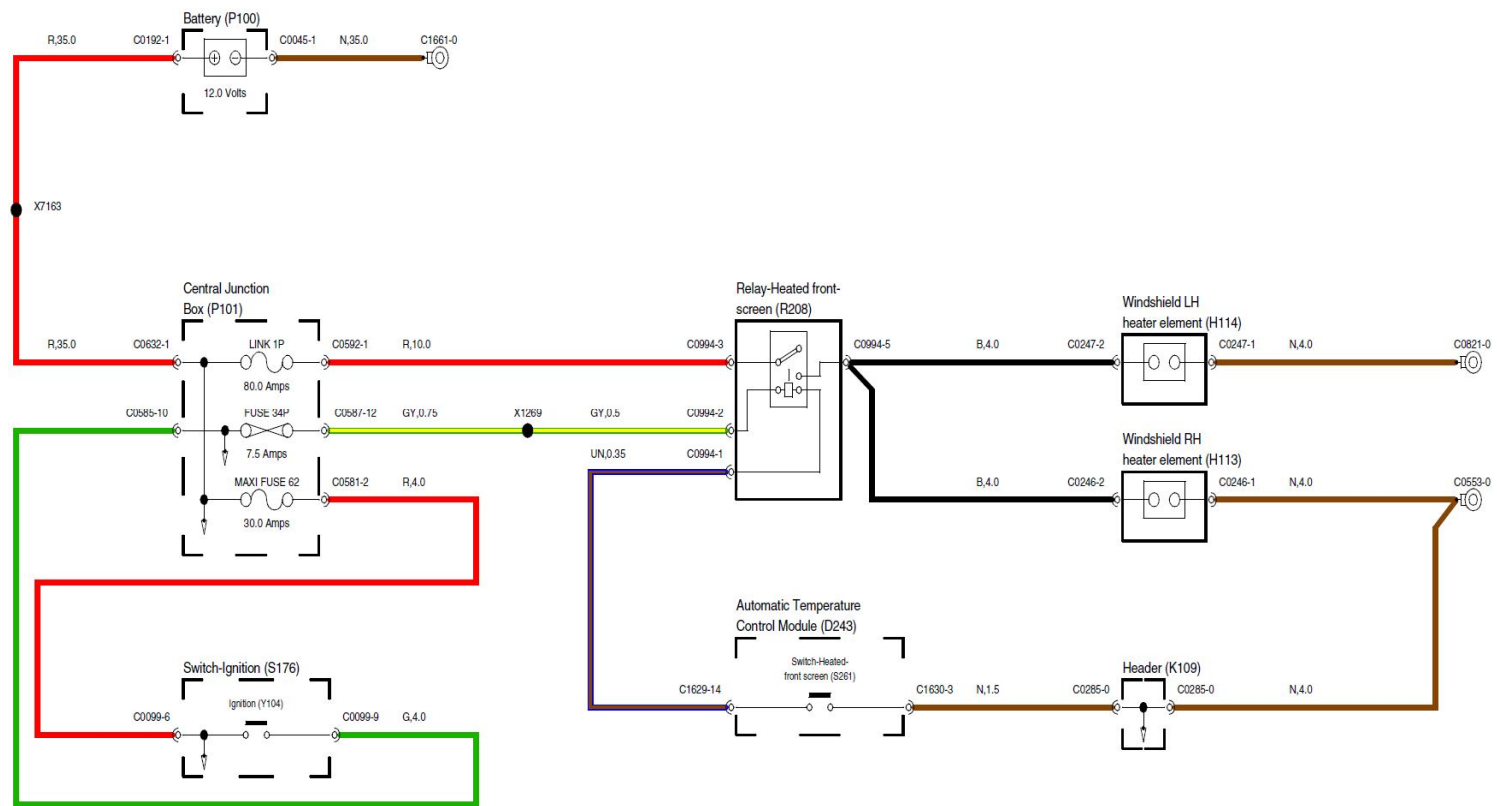 Battery (P100)
R,35.0 C0192-1 C0045-1 N,35.0 C1661-0
12.0 Volts
X7163
Central Junction
Box (P101)
Relay-Heated front-
screen (R208)
Windshield LH
heater element (H114)
R,35.0 C0632-1 LINK 1P C0592-1 R,10.0 C0994-3 C0994-5 B,4.0 C0247-2 C0247-1 N,4.0 C0821-0
80.0 Amps
C0585-10 FUSE 34P C0587-12 GY,0.75 X1269 GY,0.5 C0994-2
7.5 Amps
UN,0.35 C0994-1
Windshield RH
heater element (H113)
MAXI FUSE 62 C0581-2 R,4.0 B,4.0 C0246-2 C0246-1 N,4.0 C0553-0
30.0 Amps
Automatic Temperature
Control Module (D243)
Switch-Heated-
front screen (S261)
Switch-Ignition (S176)
Header (K109)
C1629-14 C1630-3 N,1.5 C0285-0 C0285-0 N,4.0
Ignition (Y104)
C0099-6 C0099-9 G,4.0